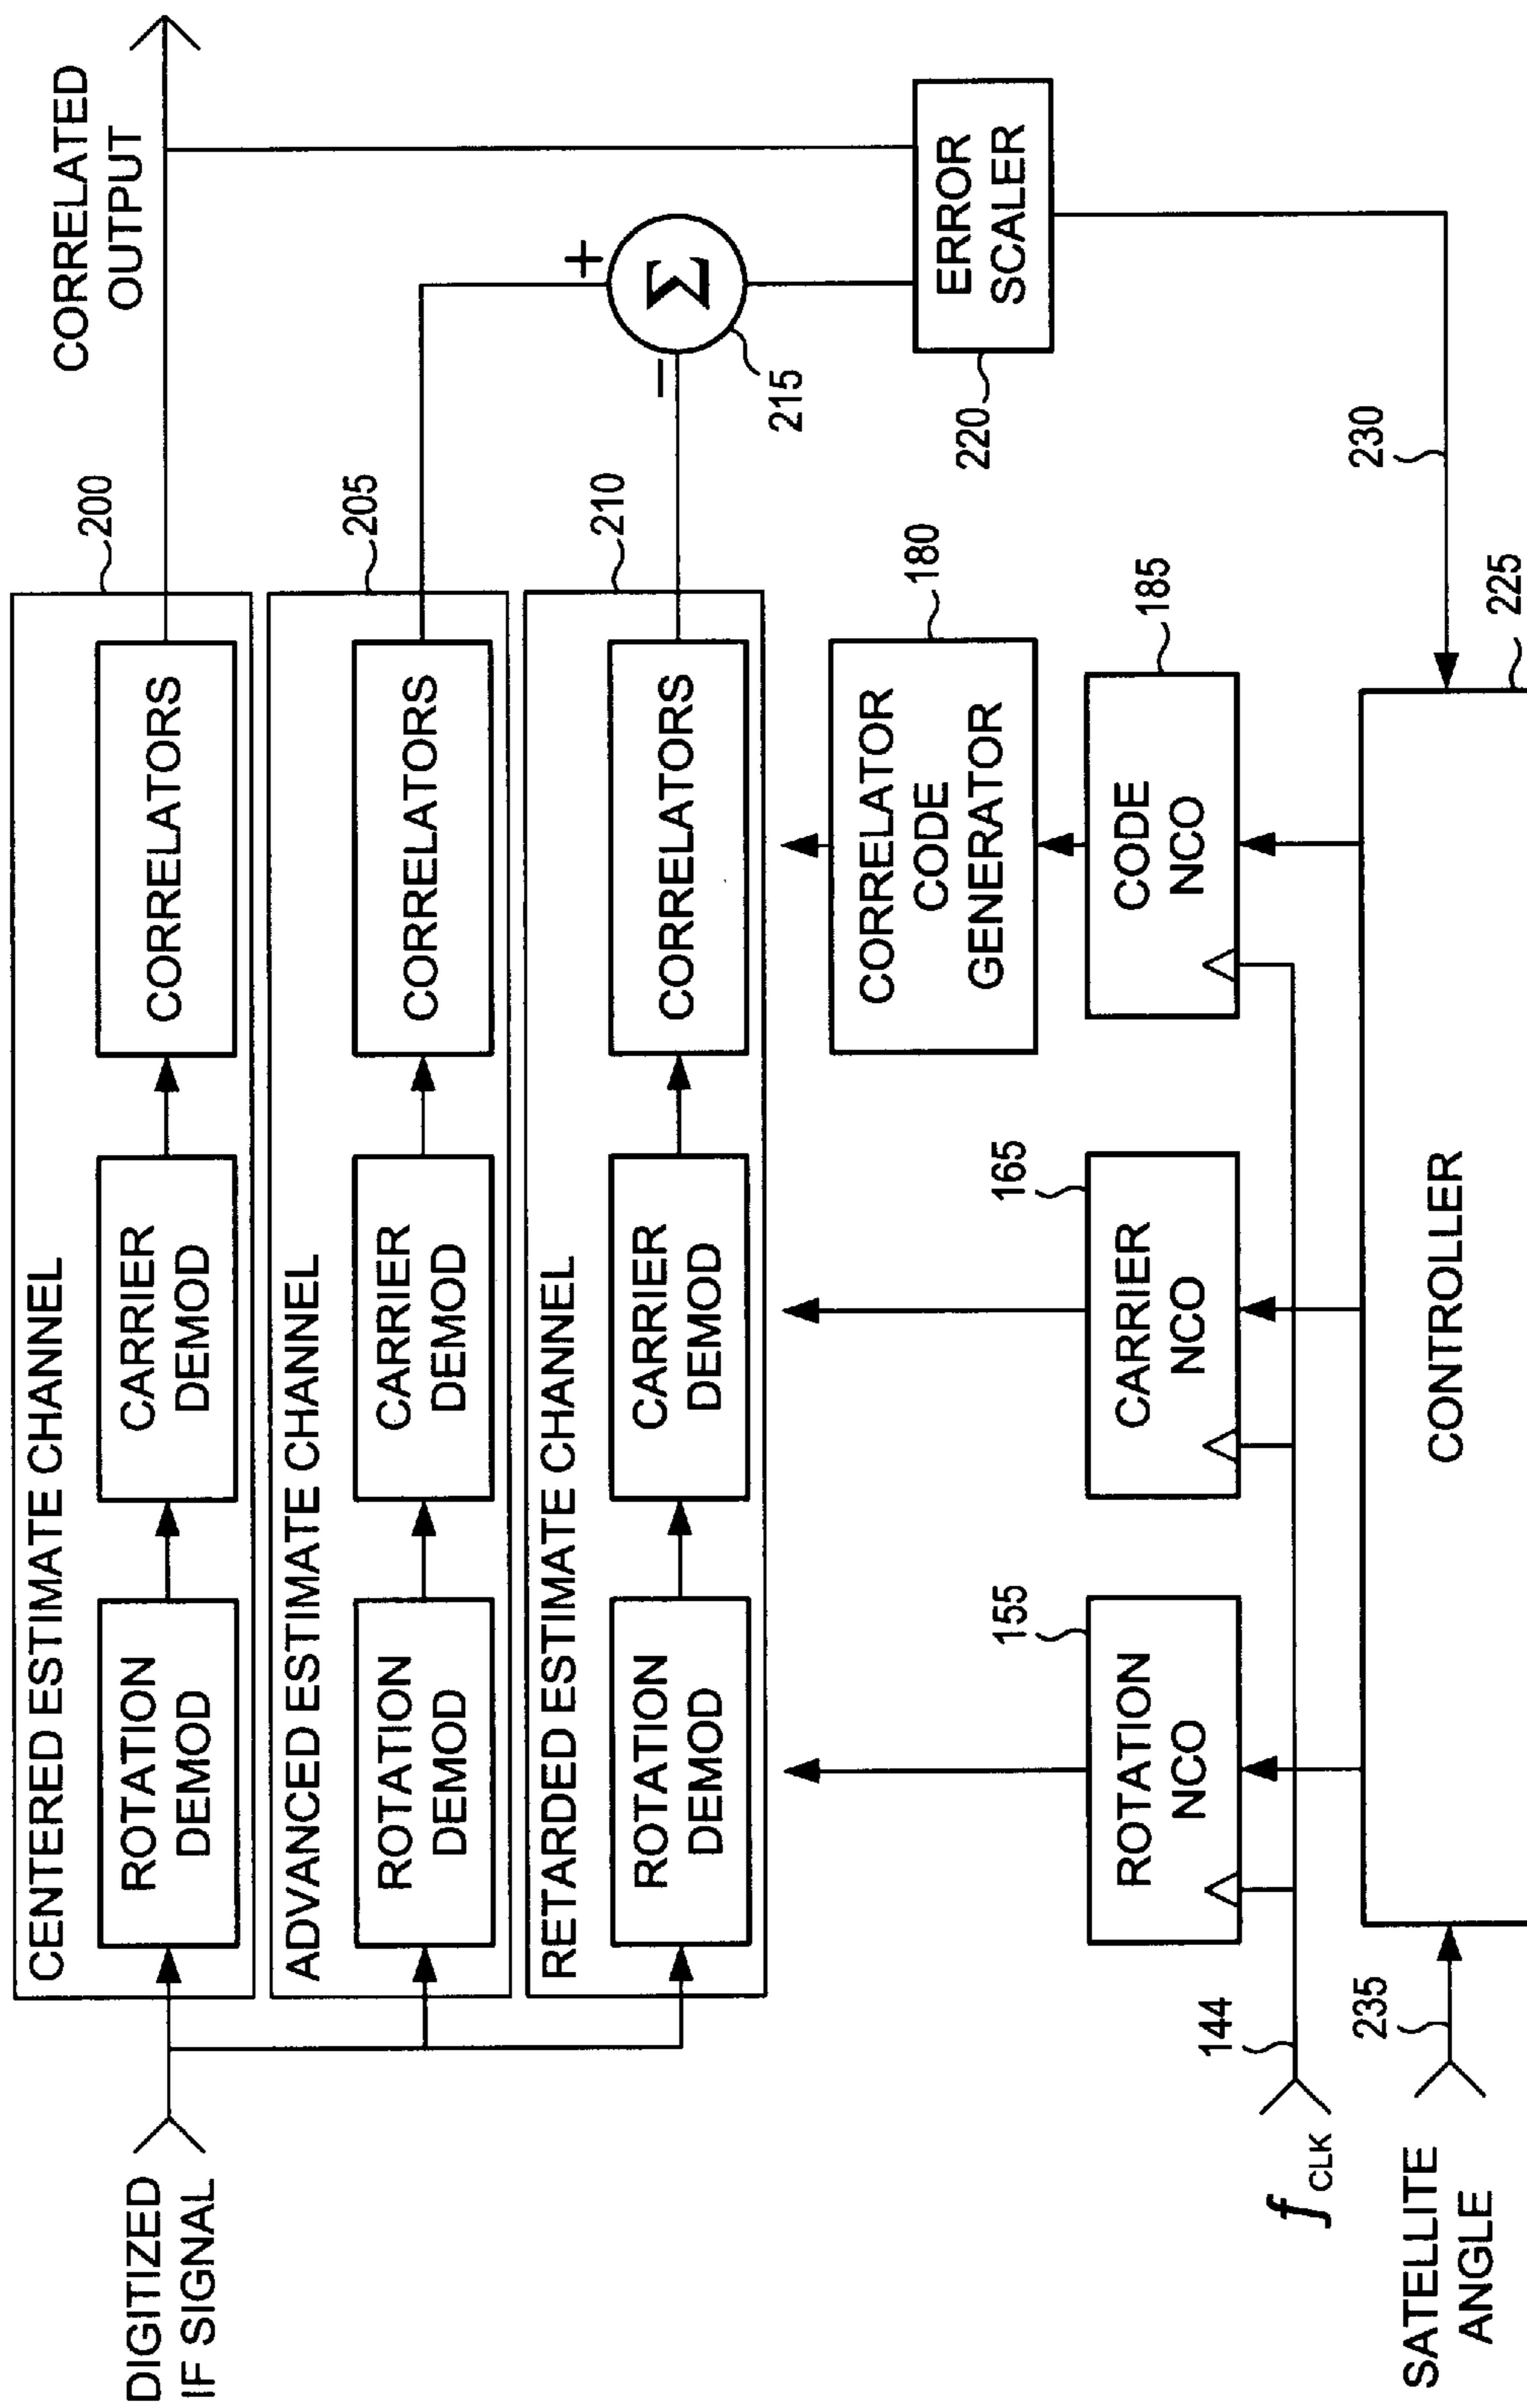 DIGITIZED
IF SIGNAL
CENTERED ESTIMATE CHANNEL
200
ROTATION
DEMOD
CARRIER
DEMOD
CORRELATORS
CORRELATED
OUTPUT
ADVANCED ESTIMATE CHANNEL
205
ROTATION
DEMOD
CARRIER
DEMOD
CORRELATORS
RETARDED ESTIMATE CHANNEL
210
ROTATION
DEMOD
CARRIER
DEMOD
CORRELATORS
+
−
Σ
215
CORRELATOR
CODE
GENERATOR
180
ERROR
SCALER
220
ROTATION
NCO
155
CARRIER
NCO
165
CODE
NCO
185
f CLK
144
230
SATELLITE
ANGLE
235
CONTROLLER
225